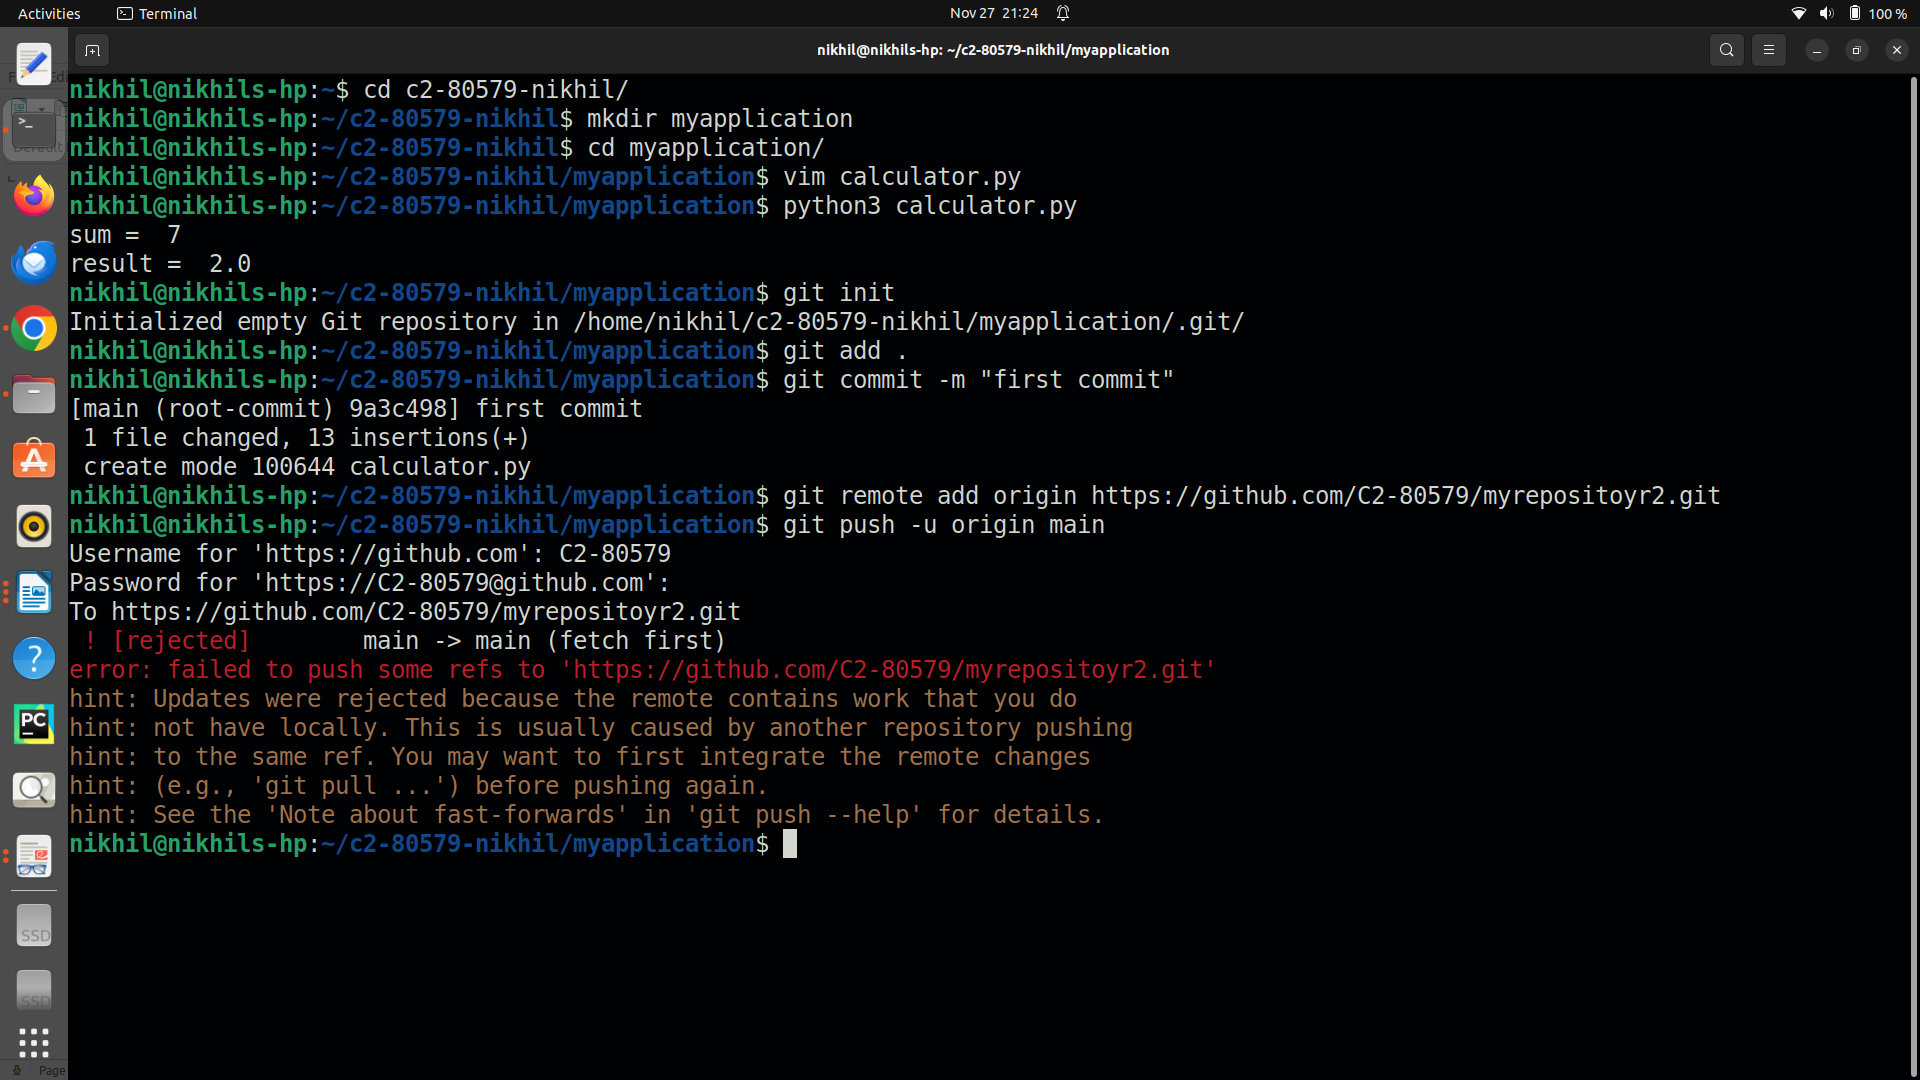 Activities Terminal Nov 27 21:24 100 %
nikhil@nikhils-hp: ~/c2-80579-nikhil/myapplication
nikhil@nikhils-hp:~$ cd c2-80579-nikhil/
nikhil@nikhils-hp:~/c2-80579-nikhil$ mkdir myapplication
nikhil@nikhils-hp:~/c2-80579-nikhil$ cd myapplication/
nikhil@nikhils-hp:~/c2-80579-nikhil/myapplication$ vim calculator.py
nikhil@nikhils-hp:~/c2-80579-nikhil/myapplication$ python3 calculator.py
sum =  7
result =  2.0
nikhil@nikhils-hp:~/c2-80579-nikhil/myapplication$ git init
Initialized empty Git repository in /home/nikhil/c2-80579-nikhil/myapplication/.git/
nikhil@nikhils-hp:~/c2-80579-nikhil/myapplication$ git add .
nikhil@nikhils-hp:~/c2-80579-nikhil/myapplication$ git commit -m "first commit"
[main (root-commit) 9a3c498] first commit
 1 file changed, 13 insertions(+)
 create mode 100644 calculator.py
nikhil@nikhils-hp:~/c2-80579-nikhil/myapplication$ git remote add origin https://github.com/C2-80579/myrepositoyr2.git
nikhil@nikhils-hp:~/c2-80579-nikhil/myapplication$ git push -u origin main
Username for 'https://github.com': C2-80579
Password for 'https://C2-80579@github.com':
To https://github.com/C2-80579/myrepositoyr2.git
 ! [rejected]        main -> main (fetch first)
error: failed to push some refs to 'https://github.com/C2-80579/myrepositoyr2.git'
hint: Updates were rejected because the remote contains work that you do
hint: not have locally. This is usually caused by another repository pushing
hint: to the same ref. You may want to first integrate the remote changes
hint: (e.g., 'git pull ...') before pushing again.
hint: See the 'Note about fast-forwards' in 'git push --help' for details.
nikhil@nikhils-hp:~/c2-80579-nikhil/myapplication$
PC
SSD
SSD
Page